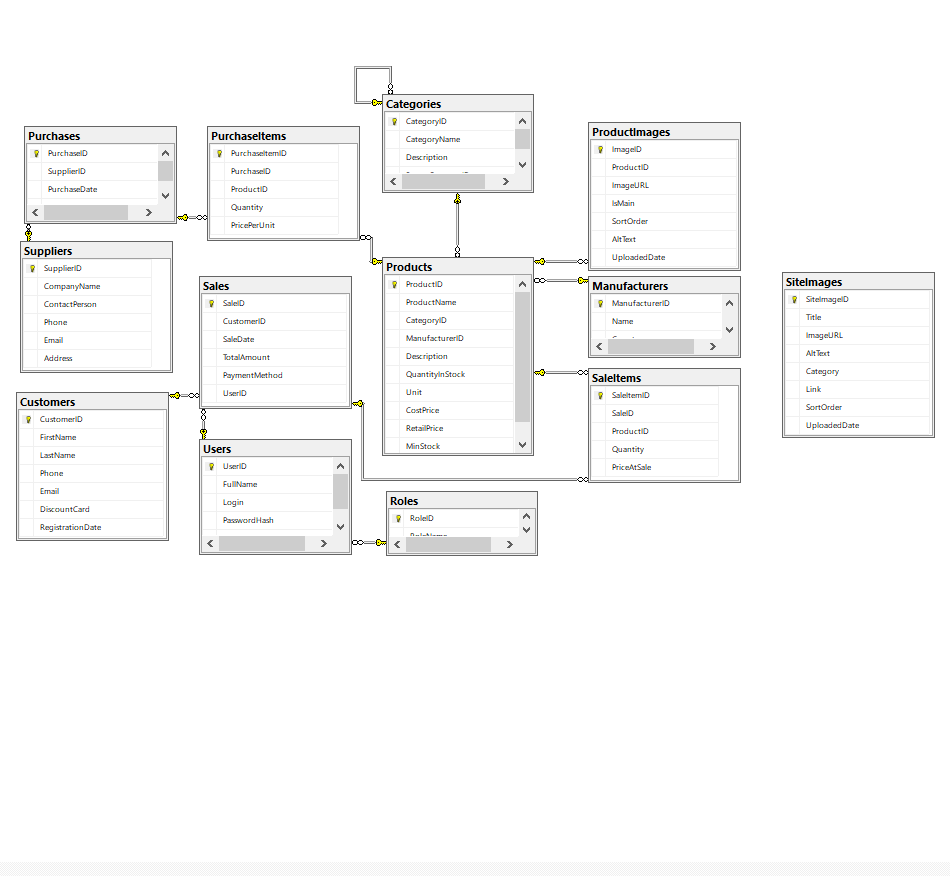 Categories
CategoryID
CategoryName
Description
Purchases
PurchaseID
SupplierID
PurchaseDate
PurchaseItems
PurchaseItemID
PurchaseID
ProductID
Quantity
PricePerUnit
ProductImages
ImageID
ProductID
ImageURL
IsMain
SortOrder
AltText
UploadedDate
Suppliers
SupplierID
CompanyName
ContactPerson
Phone
Email
Address
Products
ProductID
ProductName
CategoryID
ManufacturerID
Description
QuantityInStock
Unit
CostPrice
RetailPrice
MinStock
Sales
SaleID
CustomerID
SaleDate
TotalAmount
PaymentMethod
UserID
Manufacturers
ManufacturerID
Name
SiteImages
SiteImageID
Title
ImageURL
AltText
Category
Link
SortOrder
UploadedDate
SaleItems
SaleItemID
SaleID
ProductID
Quantity
PriceAtSale
Customers
CustomerID
FirstName
LastName
Phone
Email
DiscountCard
RegistrationDate
Users
UserID
FullName
Login
PasswordHash
Roles
RoleID
RoleName